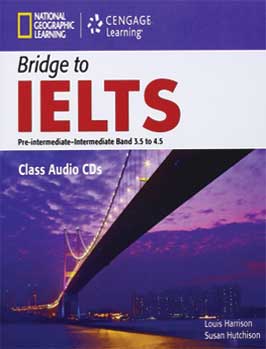 NATIONAL
GEOGRAPHIC
LEARNING
CENGAGE
Learning™
Bridge to
IELTS
Pre-intermediate–Intermediate Band 3.5 to 4.5
Class Audio CDs
Louis Harrison
Susan Hutchison